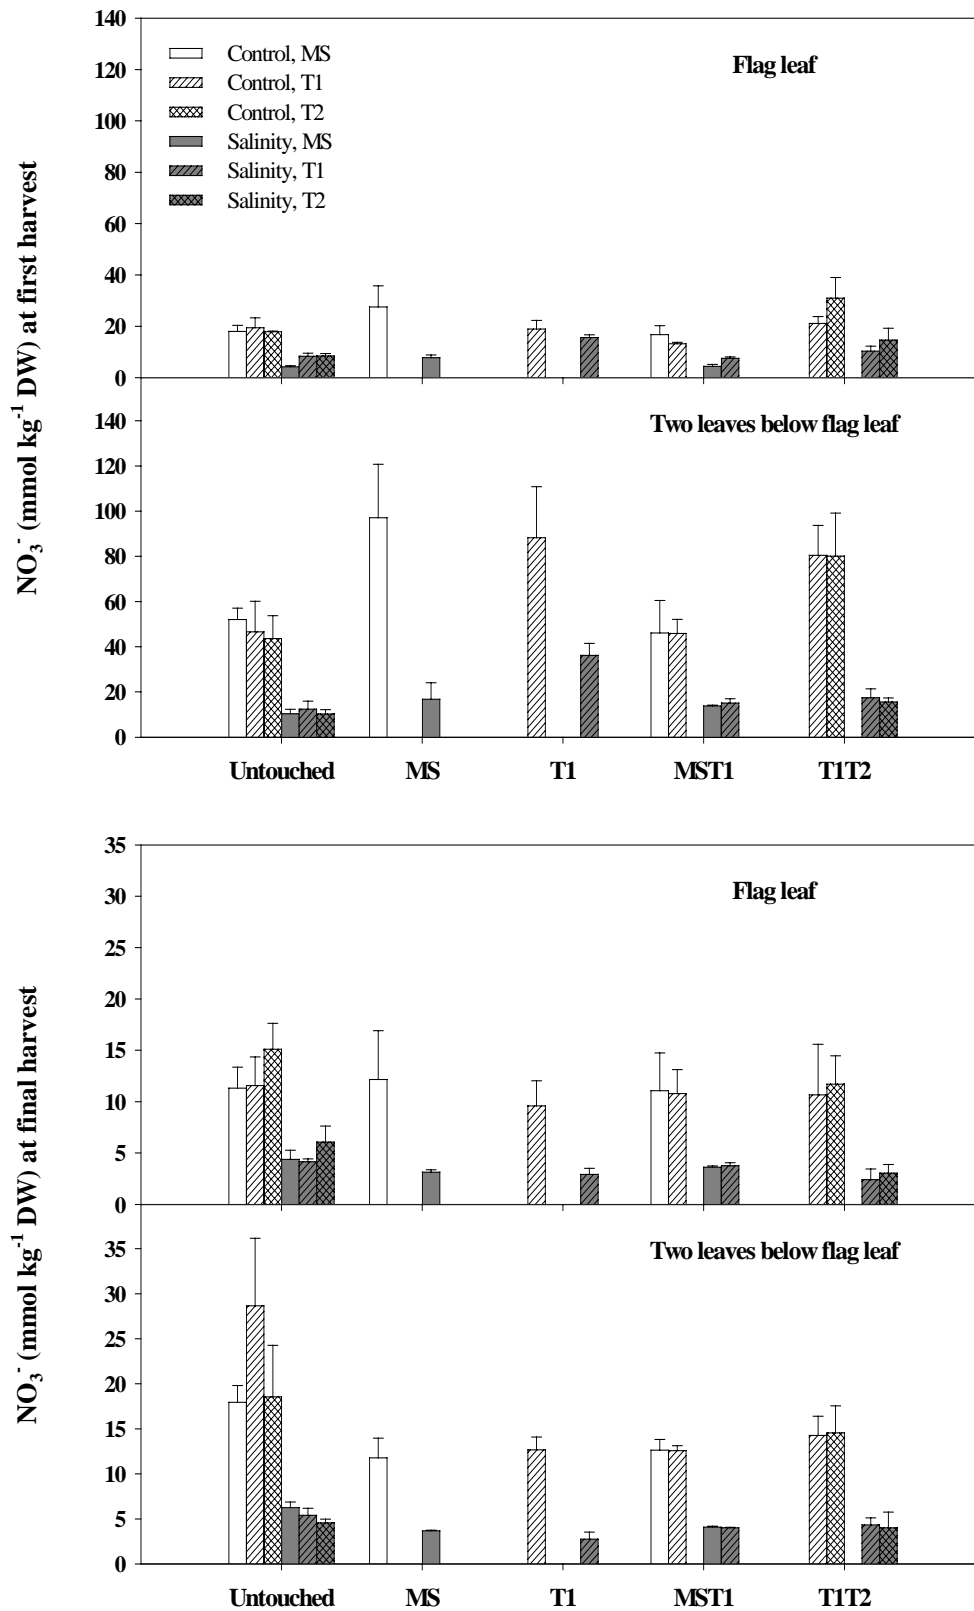 NO₃⁻ (mmol kg⁻¹ DW) at first harvest
140
120
100
80
60
40
20
0
Control, MS
Control, T1
Control, T2
Salinity, MS
Salinity, T1
Salinity, T2
Flag leaf
140
120
100
80
60
40
20
0
Two leaves below flag leaf
Untouched MS T1 MST1 T1T2
NO₃⁻ (mmol kg⁻¹ DW) at final harvest
35
30
25
20
15
10
5
0
Flag leaf
35
30
25
20
15
10
5
0
Two leaves below flag leaf
Untouched MS T1 MST1 T1T2